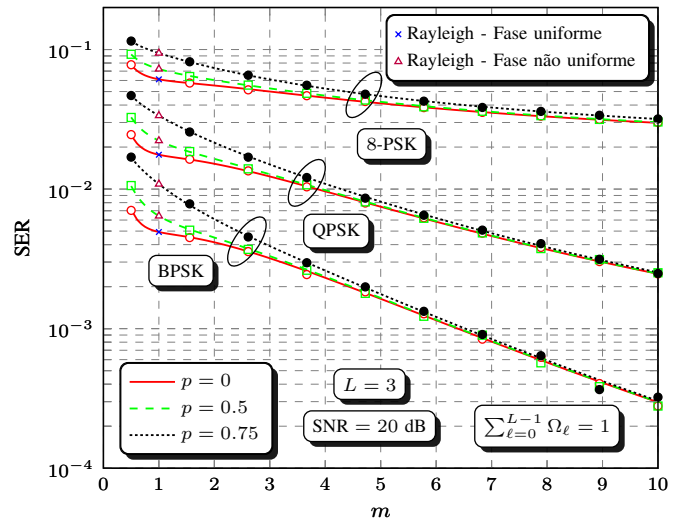 10⁻¹
10⁻²
10⁻³
10⁻⁴
SER
Rayleigh - Fase uniforme
Rayleigh - Fase não uniforme
8-PSK
QPSK
BPSK
p = 0
p = 0.5
p = 0.75
L = 3
SNR = 20 dB
∑_{ℓ=0}^{L−1} Ω_ℓ = 1
0 1 2 3 4 5 6 7 8 9 10
m